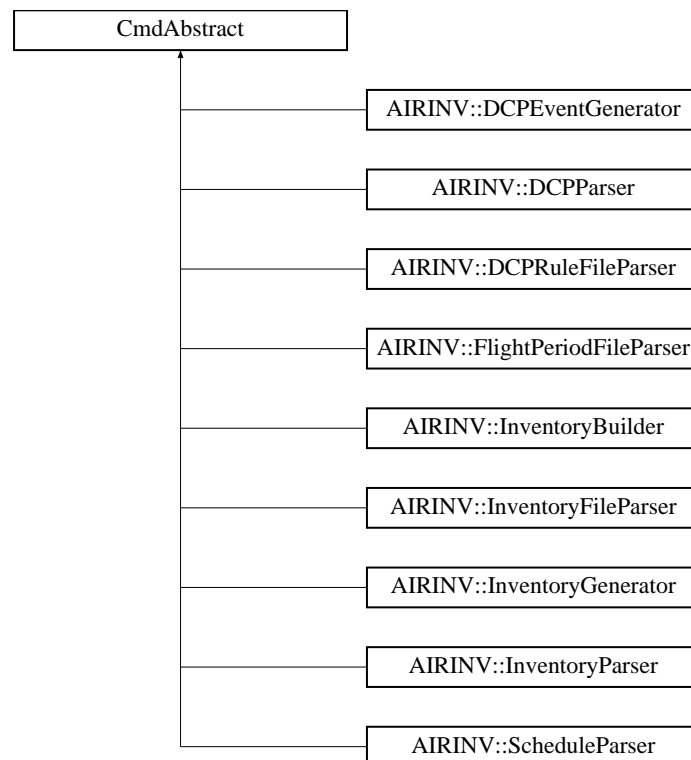 CmdAbstract
AIRINV::DCPEventGenerator
AIRINV::DCPParser
AIRINV::DCPRuleFileParser
AIRINV::FlightPeriodFileParser
AIRINV::InventoryBuilder
AIRINV::InventoryFileParser
AIRINV::InventoryGenerator
AIRINV::InventoryParser
AIRINV::ScheduleParser